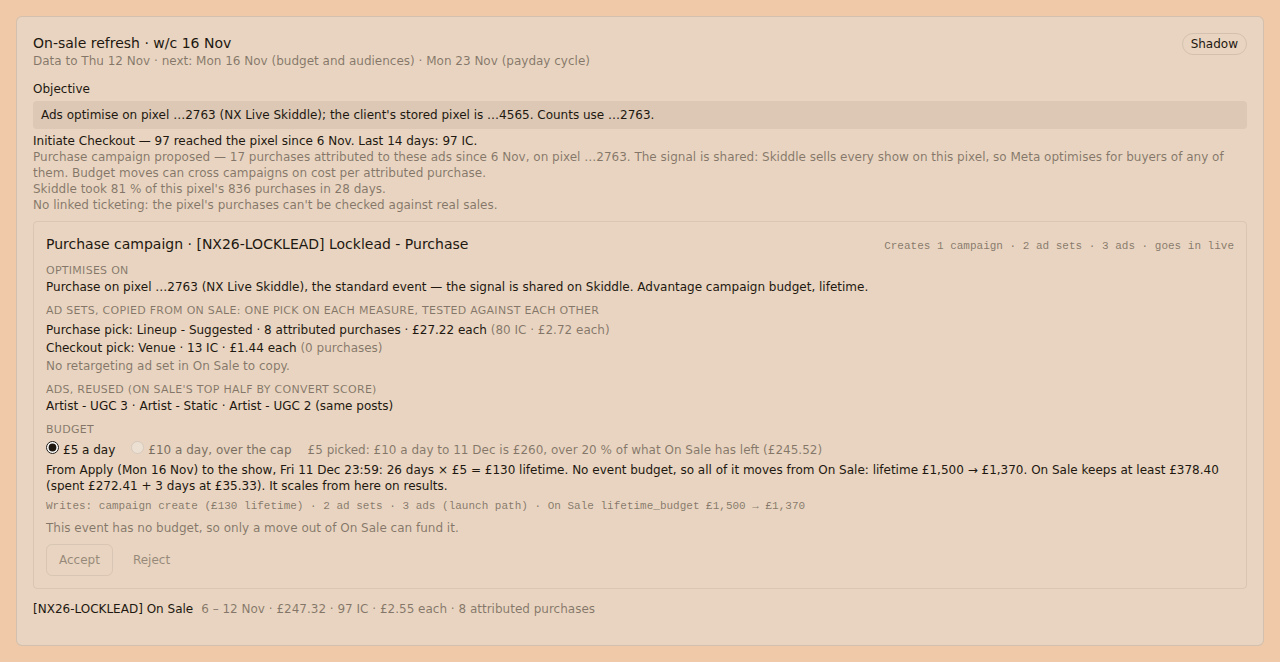 On-sale refresh · w/c 16 Nov
Shadow
Data to Thu 12 Nov · next: Mon 16 Nov (budget and audiences) · Mon 23 Nov (payday cycle)
Objective
Ads optimise on pixel …2763 (NX Live Skiddle); the client's stored pixel is …4565. Counts use …2763.
Initiate Checkout — 97 reached the pixel since 6 Nov. Last 14 days: 97 IC.
Purchase campaign proposed — 17 purchases attributed to these ads since 6 Nov, on pixel …2763. The signal is shared: Skiddle sells every show on this pixel, so Meta optimises for buyers of any of
them. Budget moves can cross campaigns on cost per attributed purchase.
Skiddle took 81 % of this pixel's 836 purchases in 28 days.
No linked ticketing: the pixel's purchases can't be checked against real sales.
Purchase campaign · [NX26-LOCKLEAD] Locklead - Purchase
Creates 1 campaign · 2 ad sets · 3 ads · goes in live
OPTIMISES ON
Purchase on pixel …2763 (NX Live Skiddle), the standard event — the signal is shared on Skiddle. Advantage campaign budget, lifetime.
AD SETS, COPIED FROM ON SALE: ONE PICK ON EACH MEASURE, TESTED AGAINST EACH OTHER
Purchase pick: Lineup - Suggested · 8 attributed purchases · £27.22 each (80 IC · £2.72 each)
Checkout pick: Venue · 13 IC · £1.44 each (0 purchases)
No retargeting ad set in On Sale to copy.
ADS, REUSED (ON SALE'S TOP HALF BY CONVERT SCORE)
Artist - UGC 3 · Artist - Static · Artist - UGC 2 (same posts)
BUDGET
£5 a day £10 a day, over the cap £5 picked: £10 a day to 11 Dec is £260, over 20 % of what On Sale has left (£245.52)
From Apply (Mon 16 Nov) to the show, Fri 11 Dec 23:59: 26 days × £5 = £130 lifetime. No event budget, so all of it moves from On Sale: lifetime £1,500 → £1,370. On Sale keeps at least £378.40
(spent £272.41 + 3 days at £35.33). It scales from here on results.
Writes: campaign create (£130 lifetime) · 2 ad sets · 3 ads (launch path) · On Sale lifetime_budget £1,500 → £1,370
This event has no budget, so only a move out of On Sale can fund it.
Accept Reject
[NX26-LOCKLEAD] On Sale 6 – 12 Nov · £247.32 · 97 IC · £2.55 each · 8 attributed purchases